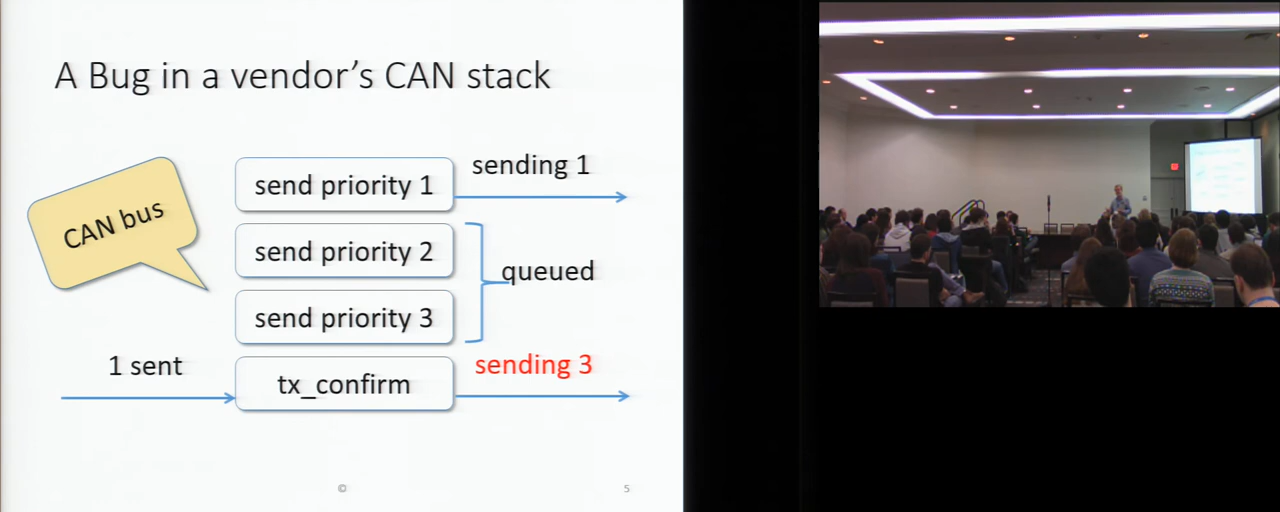 A Bug in a vendor's CAN stack
CAN bus
send priority 1
sending 1
send priority 2
queued
send priority 3
1 sent
tx_confirm
sending 3
©
5